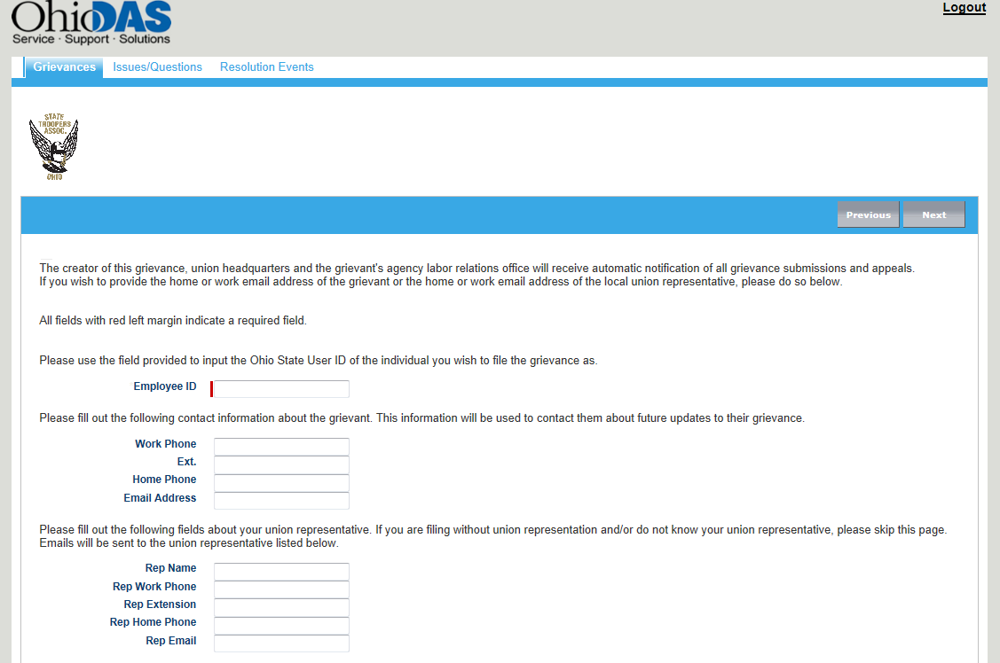 OhioDAS
Logout
Service · Support · Solutions
Grievances Issues/Questions Resolution Events
STATE
TROOPERS
ASSOC.
OHIO
Previous Next
The creator of this grievance, union headquarters and the grievant's agency labor relations office will receive automatic notification of all grievance submissions and appeals.
If you wish to provide the home or work email address of the grievant or the home or work email address of the local union representative, please do so below.
All fields with red left margin indicate a required field.
Please use the field provided to input the Ohio State User ID of the individual you wish to file the grievance as.
Employee ID
Please fill out the following contact information about the grievant. This information will be used to contact them about future updates to their grievance.
Work Phone
Ext.
Home Phone
Email Address
Please fill out the following fields about your union representative. If you are filing without union representation and/or do not know your union representative, please skip this page.
Emails will be sent to the union representative listed below.
Rep Name
Rep Work Phone
Rep Extension
Rep Home Phone
Rep Email